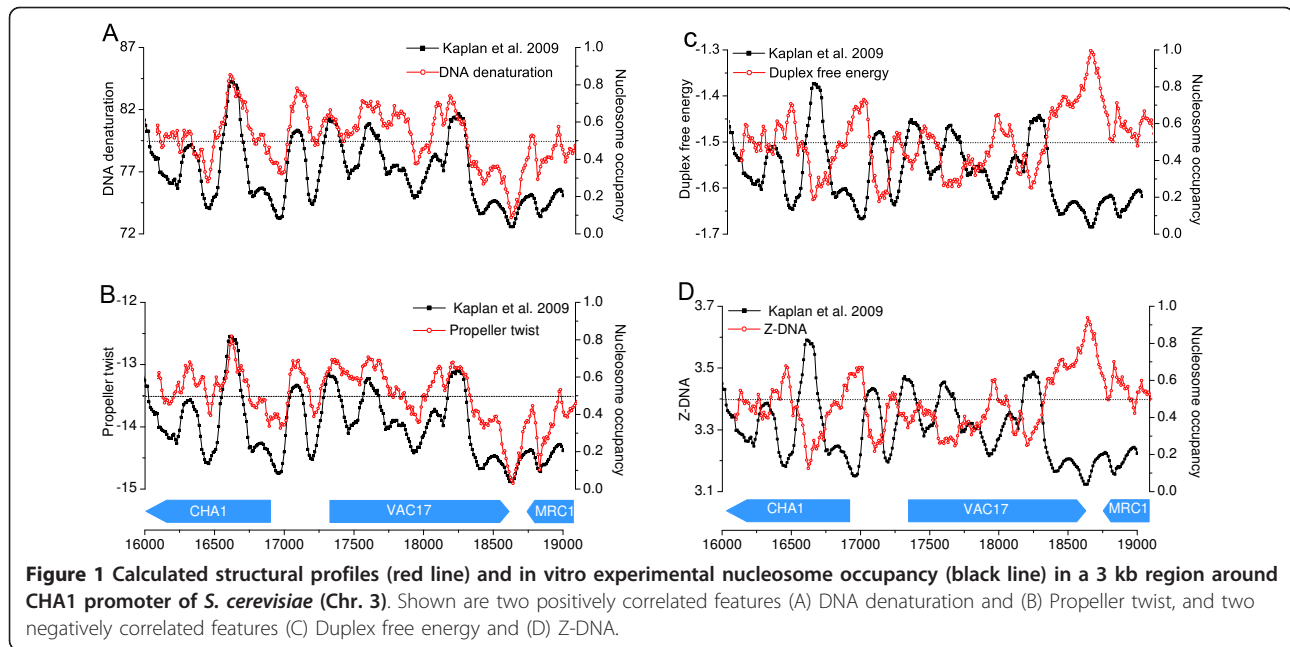 A
87
82
77
72
DNA denaturation
Kaplan et al. 2009
DNA denaturation
1.0
0.8
0.6
0.4
0.2
0.0
Nucleosome occupancy
C
-1.3
-1.4
-1.5
-1.6
-1.7
Duplex free energy
Kaplan et al. 2009
Duplex free energy
1.0
0.8
0.6
0.4
0.2
0.0
Nucleosome occupancy
B
-12
-13
-14
-15
Propeller twist
Kaplan et al. 2009
Propeller twist
1.0
0.8
0.6
0.4
0.2
0.0
Nucleosome occupancy
D
3.7
3.5
3.3
3.1
Z-DNA
Kaplan et al. 2009
Z-DNA
1.0
0.8
0.6
0.4
0.2
0.0
Nucleosome occupancy
CHA1
VAC17
MRC1
16000 16500 17000 17500 18000 18500 19000
CHA1
VAC17
MRC1
16000 16500 17000 17500 18000 18500 19000
Figure 1 Calculated structural profiles (red line) and in vitro experimental nucleosome occupancy (black line) in a 3 kb region around
CHA1 promoter of S. cerevisiae (Chr. 3). Shown are two positively correlated features (A) DNA denaturation and (B) Propeller twist, and two
negatively correlated features (C) Duplex free energy and (D) Z-DNA.